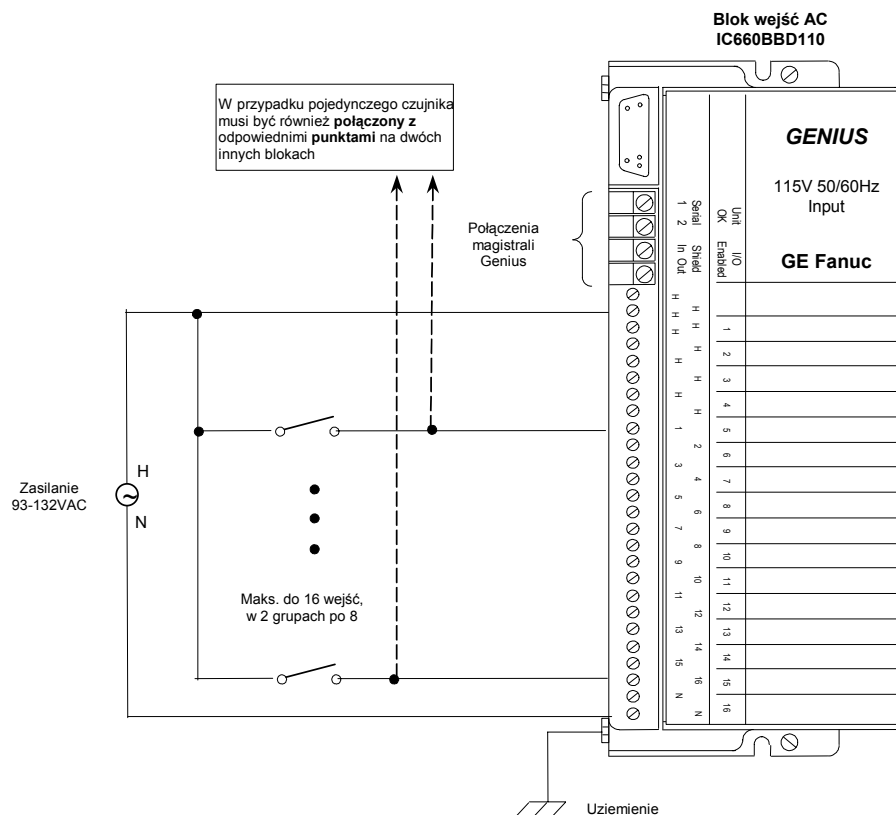 Blok wejść AC
IC660BBD110
W przypadku pojedynczego czujnika
musi być również połączony z
odpowiednimi punktami na dwóch
innych blokach
GENIUS
115V 50/60Hz
Input
GE Fanuc
Połączenia
magistrali
Genius
Serial
1 2
Shield
In Out
Unit
OK
I/O
Enabled
H
H
H
H
H
H
H
H
H
H
1
2
3
4
5
6
7
8
9
10
11
12
13
14
15
16
N
N
1
2
3
4
5
6
7
8
9
10
11
12
13
14
15
16
Zasilanie
93-132VAC
H
~
N
Maks. do 16 wejść,
w 2 grupach po 8
Uziemienie